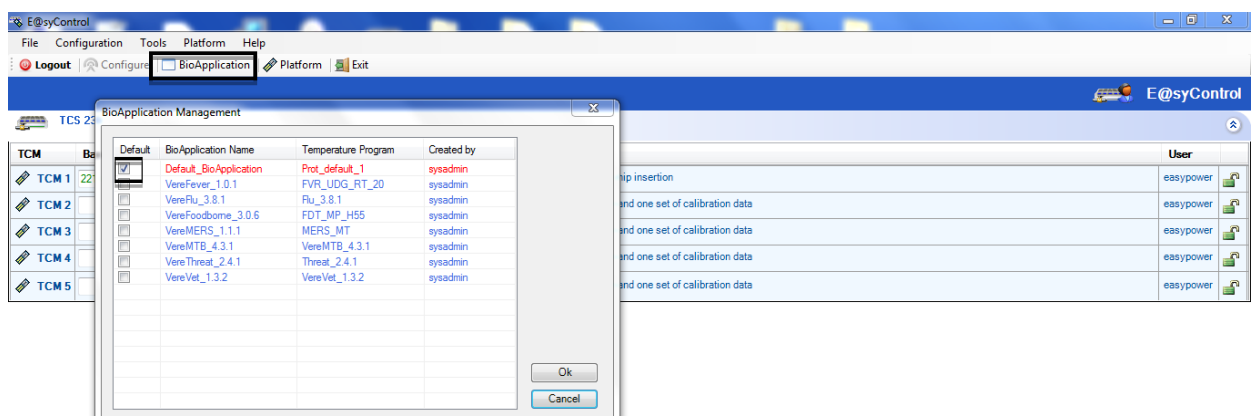 E@syControl
File Configuration Tools Platform Help
Logout Configure BioApplication Platform Exit
E@syControl
TCS 23
BioApplication Management
TCM Ba User
Default BioApplication Name Temperature Program Created by
Default_BioApplication Prot_default_1 sysadmin
VereFever_1.0.1 FVR_UDG_RT_20 sysadmin
VereFlu_3.8.1 Flu_3.8.1 sysadmin
VereFoodborne_3.0.6 FDT_MP_H55 sysadmin
VereMERS_1.1.1 MERS_MT sysadmin
VereMTB_4.3.1 VereMTB_4.3.1 sysadmin
VereThreat_2.4.1 Threat_2.4.1 sysadmin
VereVet_1.3.2 VereVet_1.3.2 sysadmin
Ok
Cancel
TCM 1 221 hip insertion easypower
TCM 2 and one set of calibration data easypower
TCM 3 and one set of calibration data easypower
TCM 4 and one set of calibration data easypower
TCM 5 and one set of calibration data easypower